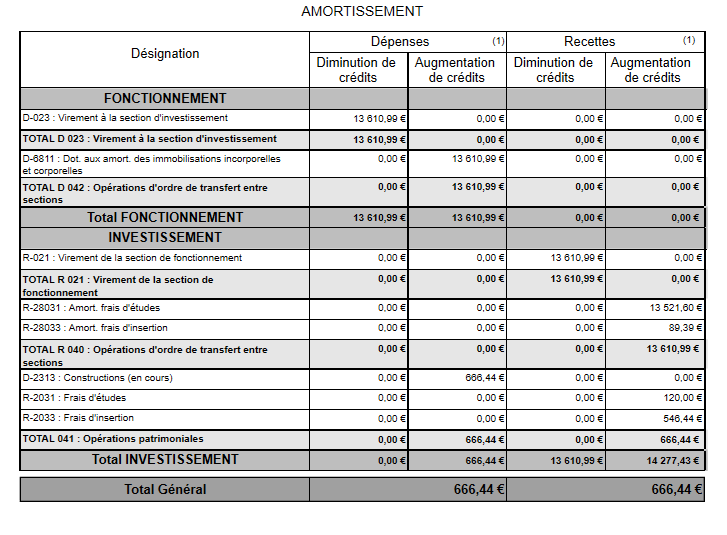 AMORTISSEMENT
Désignation
Dépenses (1) Recettes (1)
Diminution de crédits Augmentation de crédits Diminution de crédits Augmentation de crédits
FONCTIONNEMENT
D-023 : Virement à la section d'investissement 13 610,99 € 0,00 € 0,00 € 0,00 €
TOTAL D 023 : Virement à la section d'investissement 13 610,99 € 0,00 € 0,00 € 0,00 €
D-6811 : Dot. aux amort. des immobilisations incorporelles 0,00 € 13 610,99 € 0,00 € 0,00 €
et corporelles
TOTAL D 042 : Opérations d'ordre de transfert entre 0,00 € 13 610,99 € 0,00 € 0,00 €
sections
Total FONCTIONNEMENT 13 610,99 € 13 610,99 € 0,00 € 0,00 €
INVESTISSEMENT
R-021 : Virement de la section de fonctionnement 0,00 € 0,00 € 13 610,99 € 0,00 €
TOTAL R 021 : Virement de la section de 0,00 € 0,00 € 13 610,99 € 0,00 €
fonctionnement
R-28031 : Amort. frais d'études 0,00 € 0,00 € 0,00 € 13 521,60 €
R-28033 : Amort. frais d'insertion 0,00 € 0,00 € 0,00 € 89,39 €
TOTAL R 040 : Opérations d'ordre de transfert entre 0,00 € 0,00 € 0,00 € 13 610,99 €
sections
D-2313 : Constructions (en cours) 0,00 € 666,44 € 0,00 € 0,00 €
R-2031 : Frais d'études 0,00 € 0,00 € 0,00 € 120,00 €
R-2033 : Frais d'insertion 0,00 € 0,00 € 0,00 € 546,44 €
TOTAL 041 : Opérations patrimoniales 0,00 € 666,44 € 0,00 € 666,44 €
Total INVESTISSEMENT 0,00 € 666,44 € 13 610,99 € 14 277,43 €
Total Général 666,44 € 666,44 €